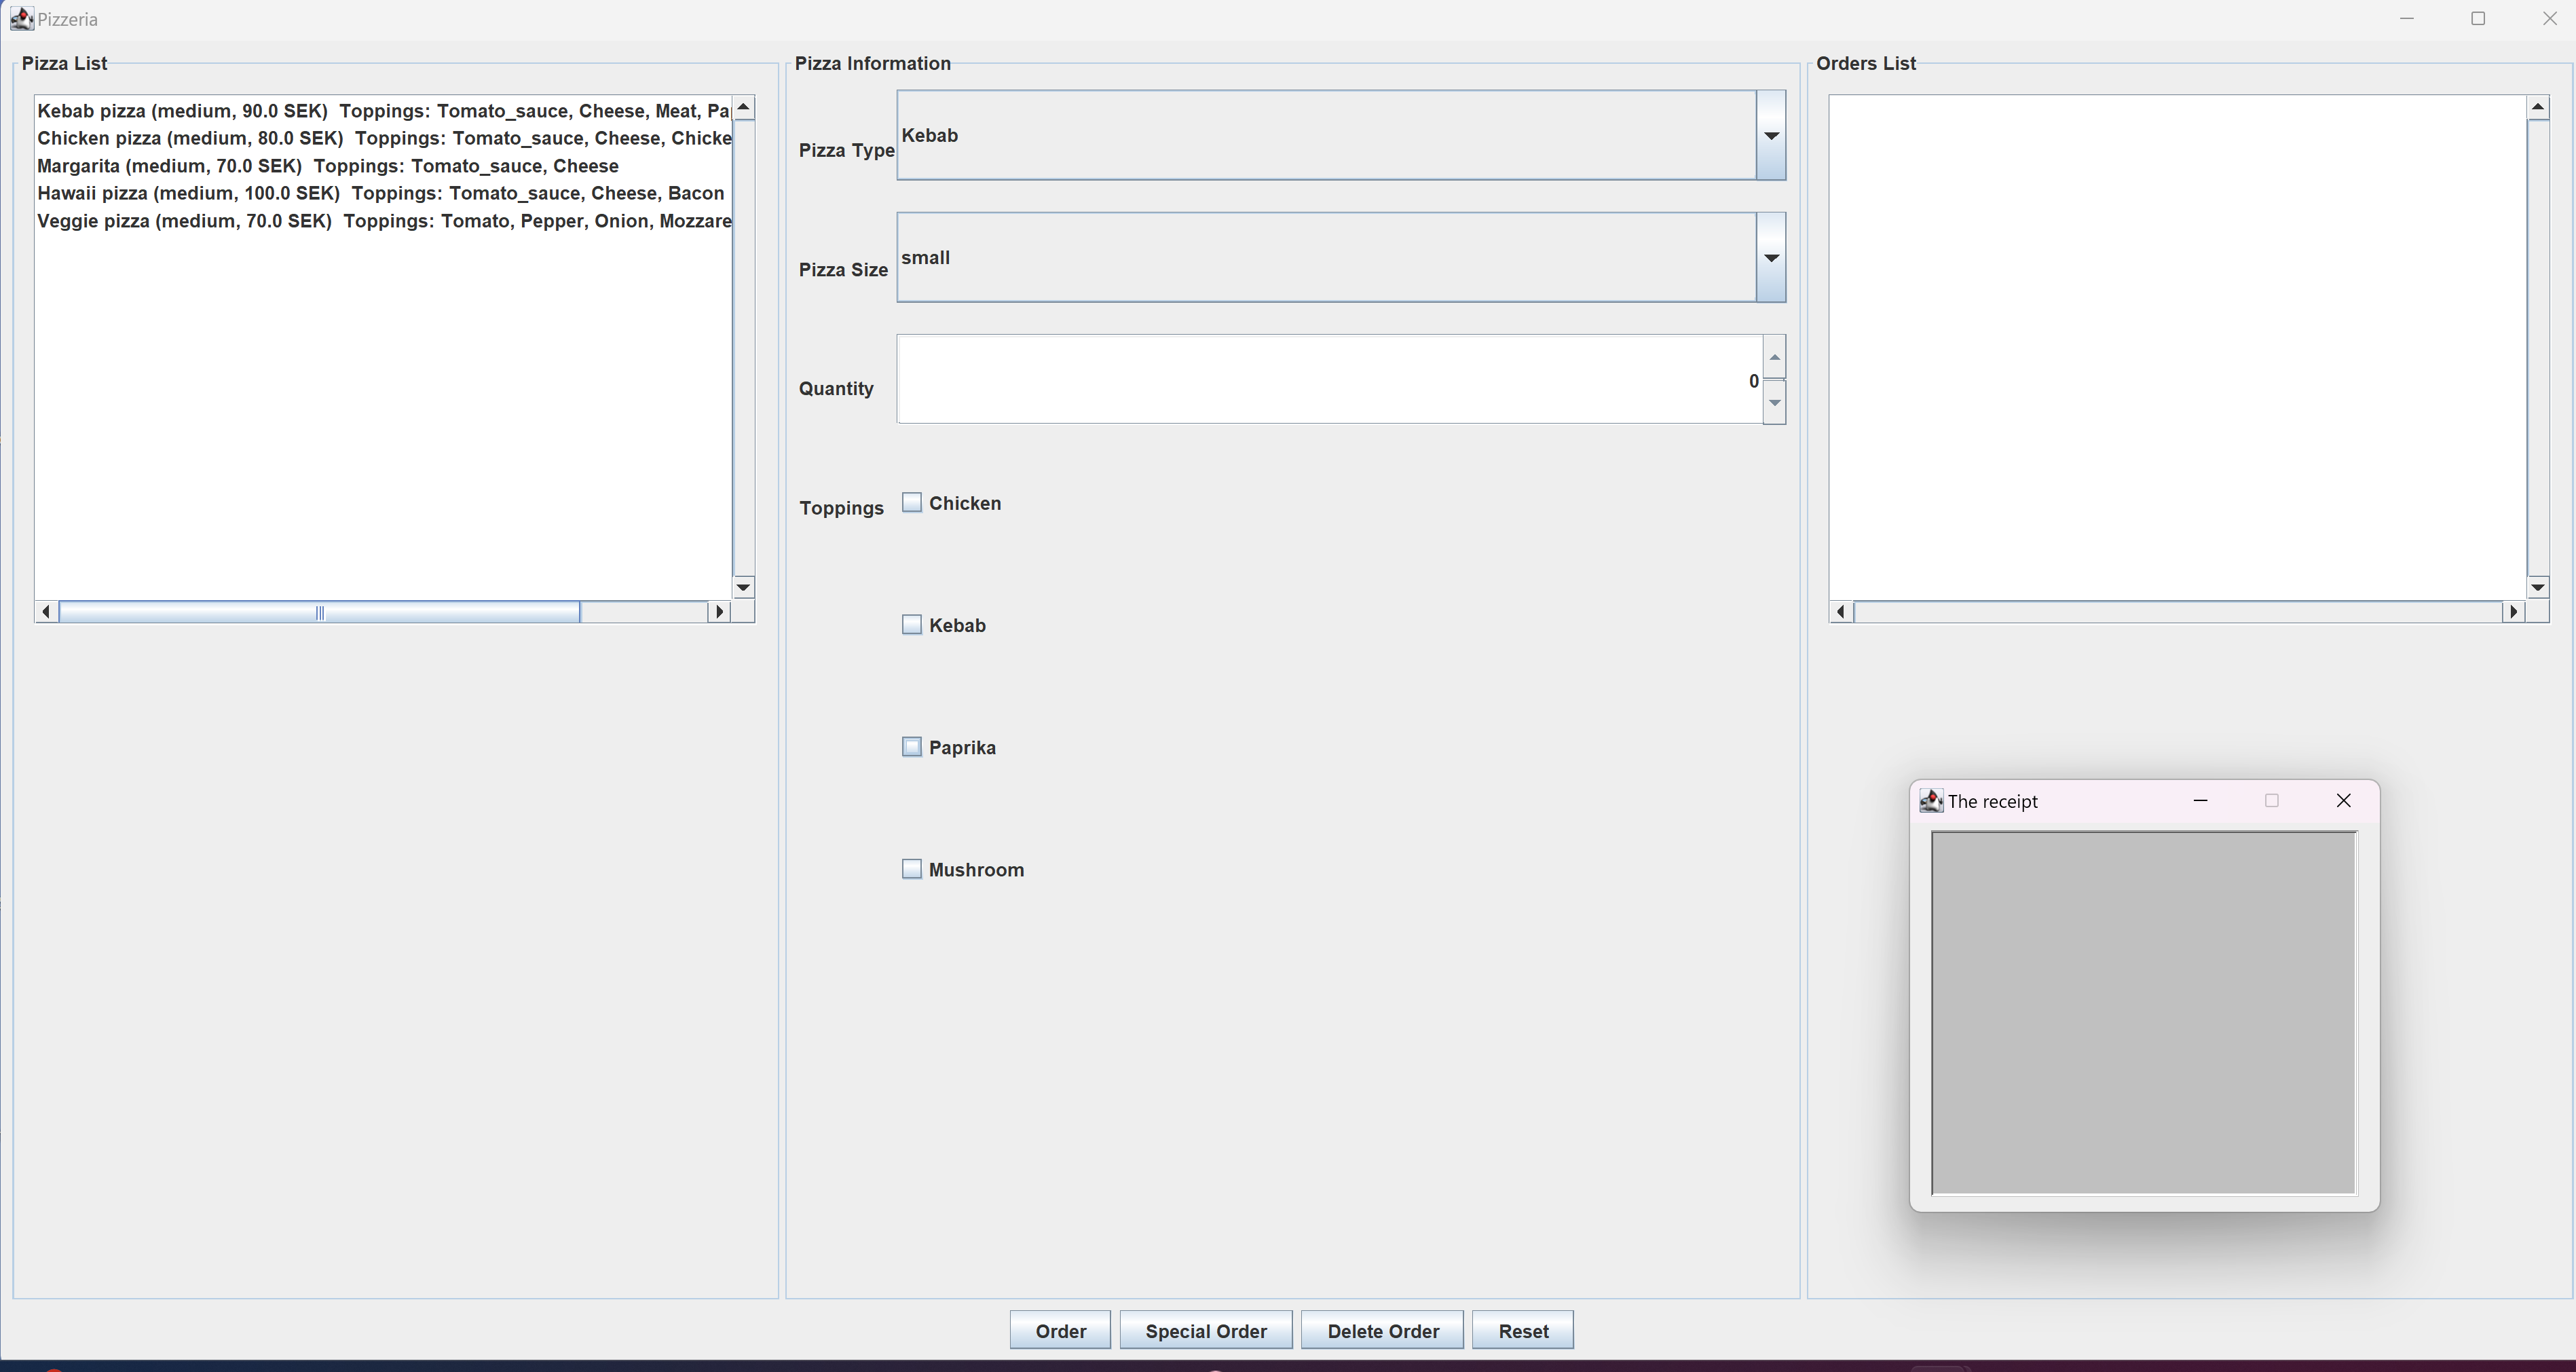 Pizzeria
Pizza List
Kebab pizza (medium, 90.0 SEK) Toppings: Tomato_sauce, Cheese, Meat, Pa
Chicken pizza (medium, 80.0 SEK) Toppings: Tomato_sauce, Cheese, Chicke
Margarita (medium, 70.0 SEK) Toppings: Tomato_sauce, Cheese
Hawaii pizza (medium, 100.0 SEK) Toppings: Tomato_sauce, Cheese, Bacon
Veggie pizza (medium, 70.0 SEK) Toppings: Tomato, Pepper, Onion, Mozzare
Pizza Information
Pizza Type Kebab
Pizza Size small
Quantity 0
Toppings Chicken
Kebab
Paprika
Mushroom
Orders List
The receipt
Order Special Order Delete Order Reset